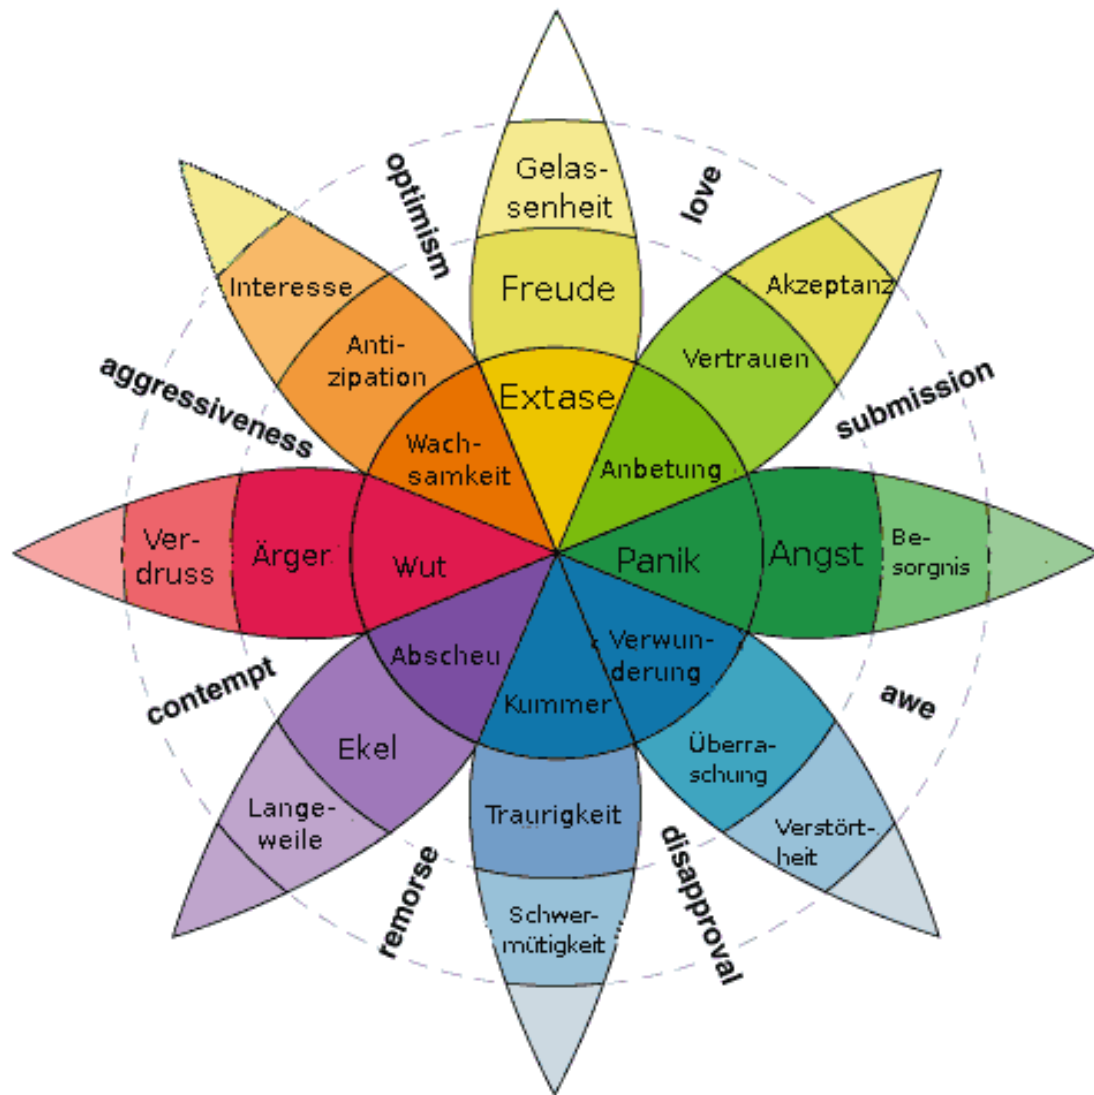 optimism
love
Gelas-
senheit
Freude
Extase
Interesse
Anti-
zipation
Wach-
samkeit
Akzeptanz
Vertrauen
Anbetung
aggressiveness
submission
Ver-
druss
Ärger
Wut
Panik
Angst
Be-
sorgnis
contempt
awe
Abscheu
Ekel
Lange-
weile
Kummer
Traurigkeit
Schwer-
mütigkeit
Verwun-
derung
Überra-
schung
Verstört-
heit
remorse
disapproval